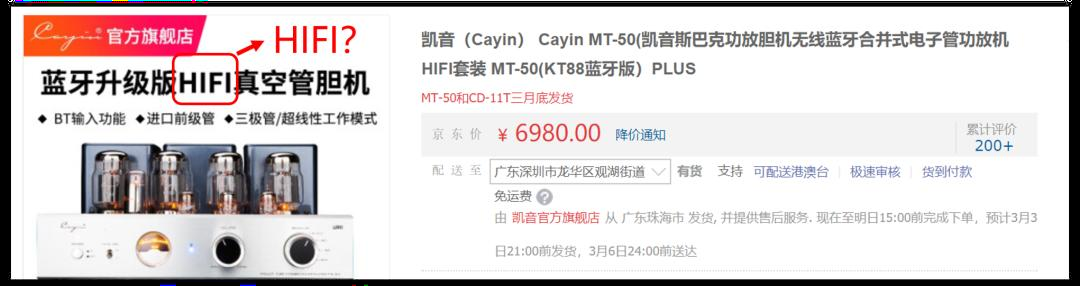 Cayin 官方旗舰店
HIFI?
蓝牙升级版HIFI真空管胆机
◆ BT输入功能 ◆进口前级管 ◆三极管/超线性工作模式
Cayin
凯音（Cayin） Cayin MT-50(凯音斯巴克功放胆机无线蓝牙合并式电子管功放机
HIFI套装 MT-50(KT88蓝牙版）PLUS
MT-50和CD-11T三月底发货
京 东 价 ¥ 6980.00 降价通知
累计评价
200+
配 送 至 广东深圳市龙华区观湖街道 有货 支持 可配送港澳台 极速审核 货到付款
免运费 ?
由 凯音官方旗舰店 从 广东珠海市 发货, 并提供售后服务. 现在至明日15:00前完成下单，预计3月3
日21:00前发货，3月6日24:00前送达